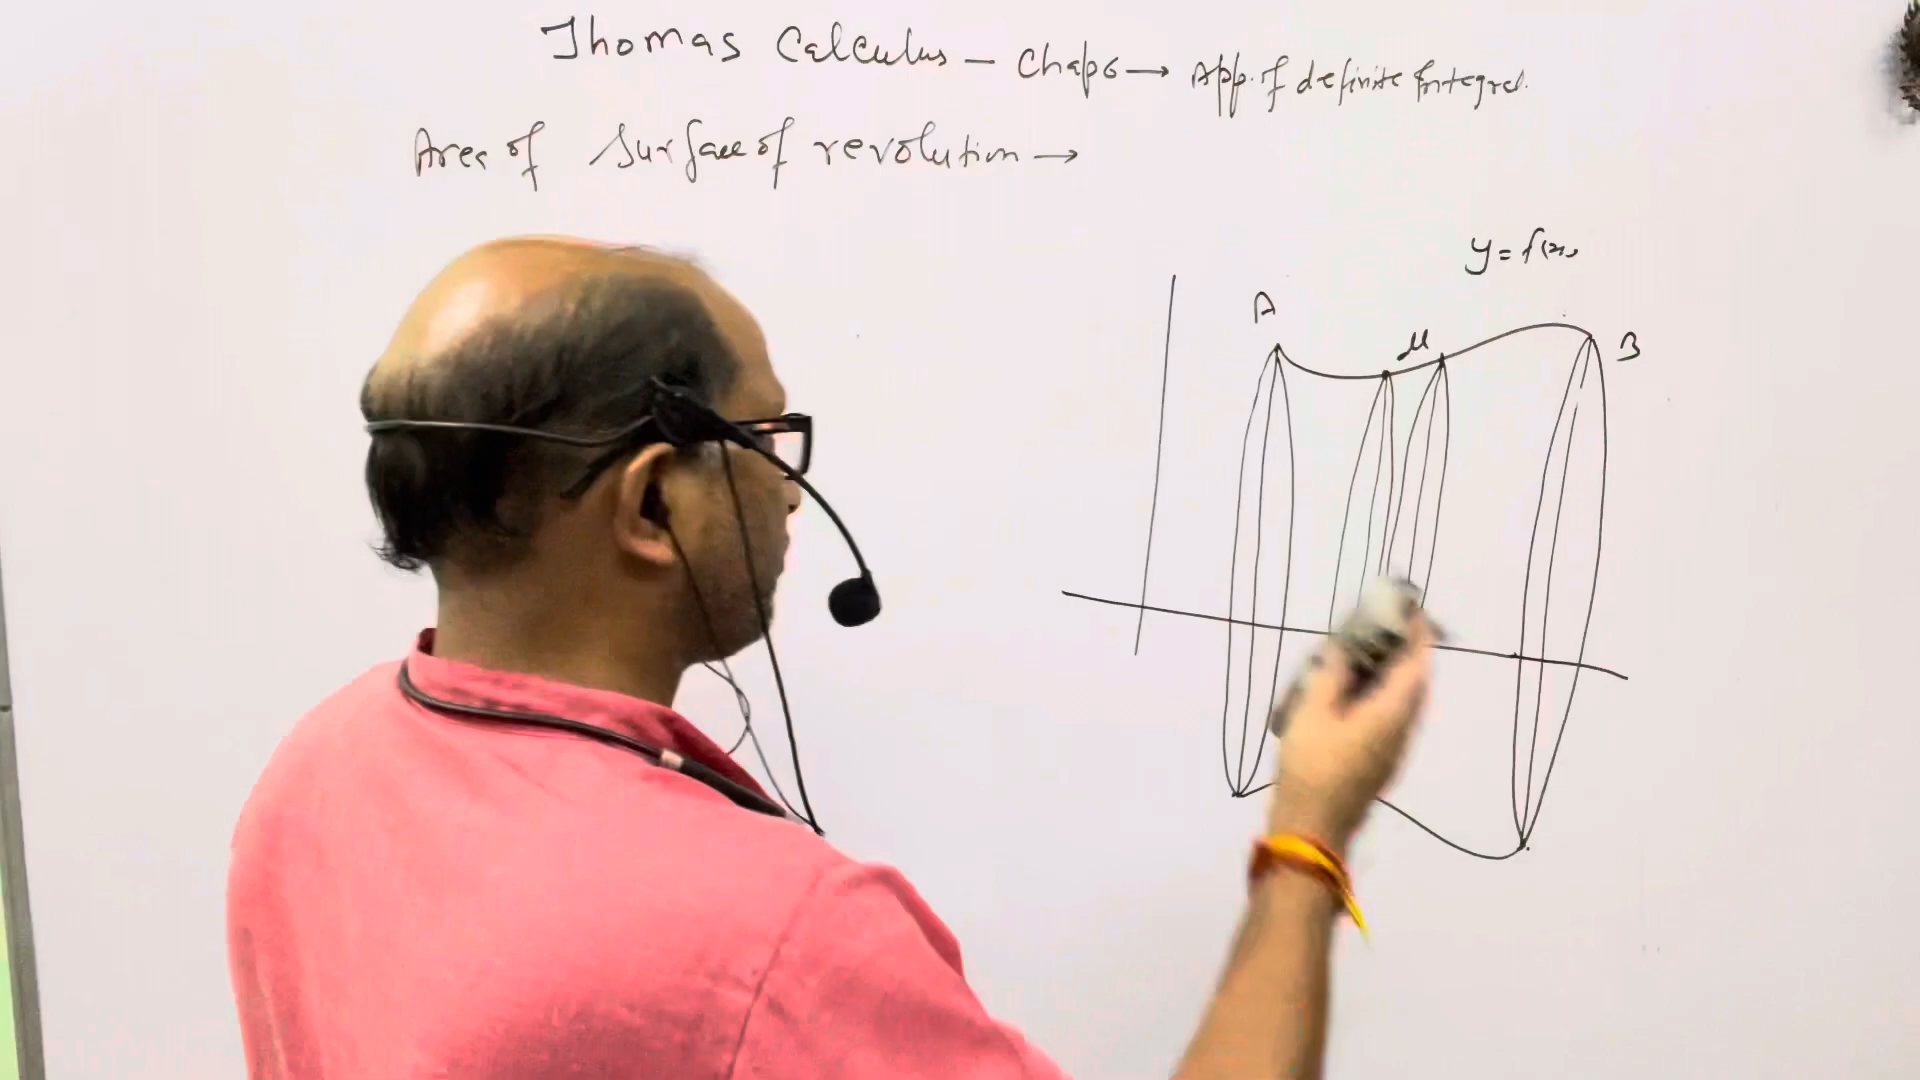 Thomas Calculus – Chap6 → App. of definite Integral.
Area of Surface of revolution →
y = f(x)
A
M
B